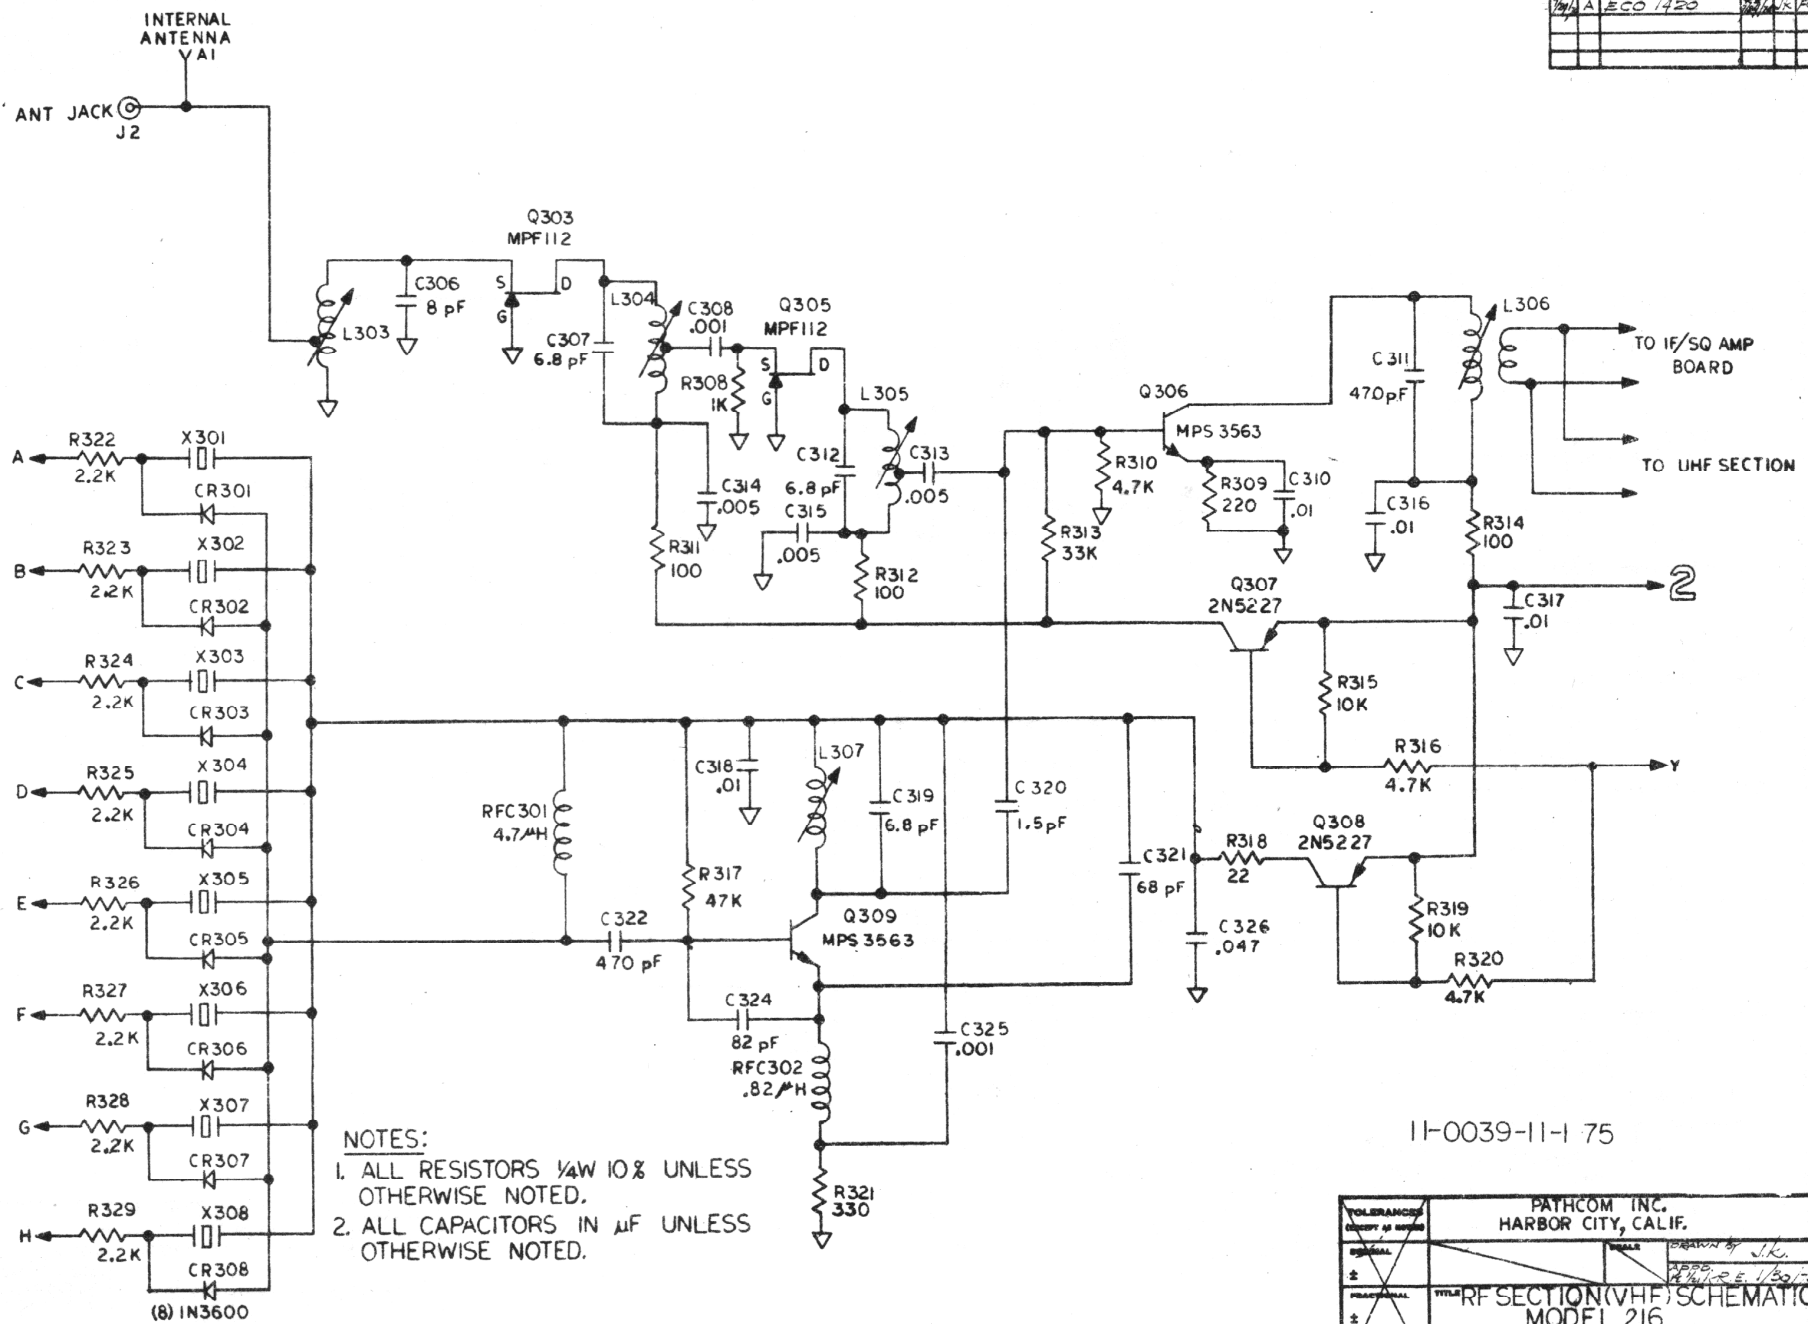 INTERNAL
ANTENNA
A1
ANT JACK
J2
A ECO 1420
Q303
MPF112
S
D
G
C306
8 pF
L303
L304
C307
6.8 pF
C308
.001
Q305
MPF112
S
D
G
R308
1K
L305
C312
6.8 pF
C313
.005
C314
.005
C315
.005
R311
100
R312
100
Q306
MPS 3563
R310
4.7K
R309
220
C310
.01
R313
33K
C311
470pF
L306
TO IF/SQ AMP
BOARD
TO UHF SECTION
C316
.01
R314
100
2
C317
.01
Q307
2N5227
R315
10K
R316
4.7K
Y
Q308
2N5227
R318
22
R319
10K
R320
4.7K
C326
.047
C321
68 pF
C320
1.5pF
C319
6.8 pF
L307
C318
.01
RFC301
4.7μH
R317
47K
C322
470 pF
Q309
MPS 3563
C324
82 pF
RFC302
.82μH
C325
.001
R321
330
A
R322
2.2K
X301
CR301
B
R323
2.2K
X302
CR302
C
R324
2.2K
X303
CR303
D
R325
2.2K
X304
CR304
E
R326
2.2K
X305
CR305
F
R327
2.2K
X306
CR306
G
R328
2.2K
X307
CR307
H
R329
2.2K
X308
CR308
(8) IN3600
NOTES:
1. ALL RESISTORS ¼W 10% UNLESS
OTHERWISE NOTED.
2. ALL CAPACITORS IN μF UNLESS
OTHERWISE NOTED.
11-0039-11-1 75
TOLERANCES
(EXCEPT AS NOTED)
DECIMAL
±
FRACTIONAL
±
PATHCOM INC.
HARBOR CITY, CALIF.
SCALE
DRAWN BY J.K.
APPD.
TITLE RF SECTION (VHF) SCHEMATIC
MODEL 216